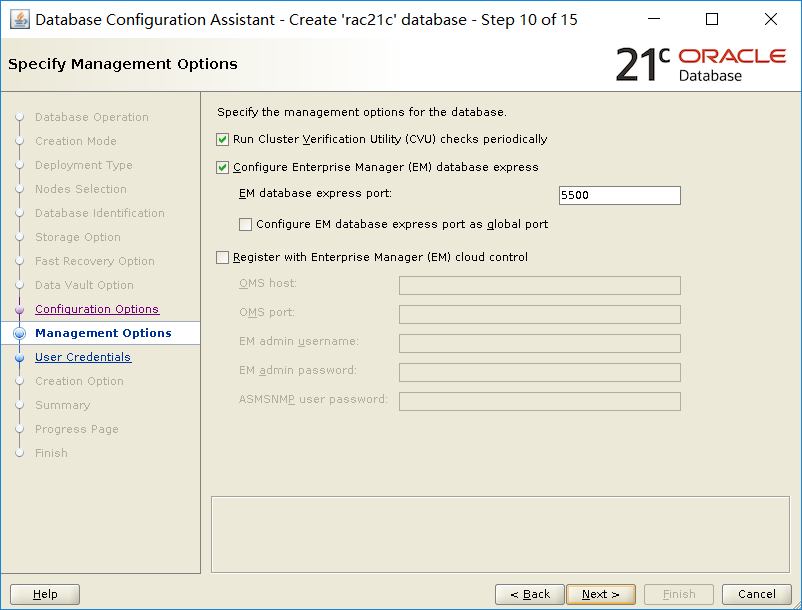 Database Configuration Assistant - Create 'rac21c' database - Step 10 of 15
Specify Management Options
21c ORACLE
Database
Database Operation
Creation Mode
Deployment Type
Nodes Selection
Database Identification
Storage Option
Fast Recovery Option
Data Vault Option
Configuration Options
Management Options
User Credentials
Creation Option
Summary
Progress Page
Finish
Specify the management options for the database.
Run Cluster Verification Utility (CVU) checks periodically
Configure Enterprise Manager (EM) database express
EM database express port: 5500
Configure EM database express port as global port
Register with Enterprise Manager (EM) cloud control
OMS host:
OMS port:
EM admin username:
EM admin password:
ASMSNMP user password:
Help < Back Next > Finish Cancel